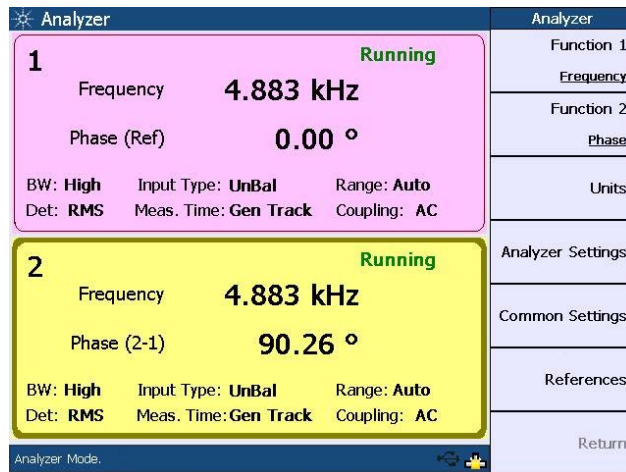 Analyzer
1
Running
Frequency 4.883 kHz
Phase (Ref) 0.00 °
BW: High Input Type: UnBal Range: Auto
Det: RMS Meas. Time: Gen Track Coupling: AC
2
Running
Frequency 4.883 kHz
Phase (2-1) 90.26 °
BW: High Input Type: UnBal Range: Auto
Det: RMS Meas. Time: Gen Track Coupling: AC
Analyzer Mode.
Analyzer
Function 1
Frequency
Function 2
Phase
Units
Analyzer Settings
Common Settings
References
Return